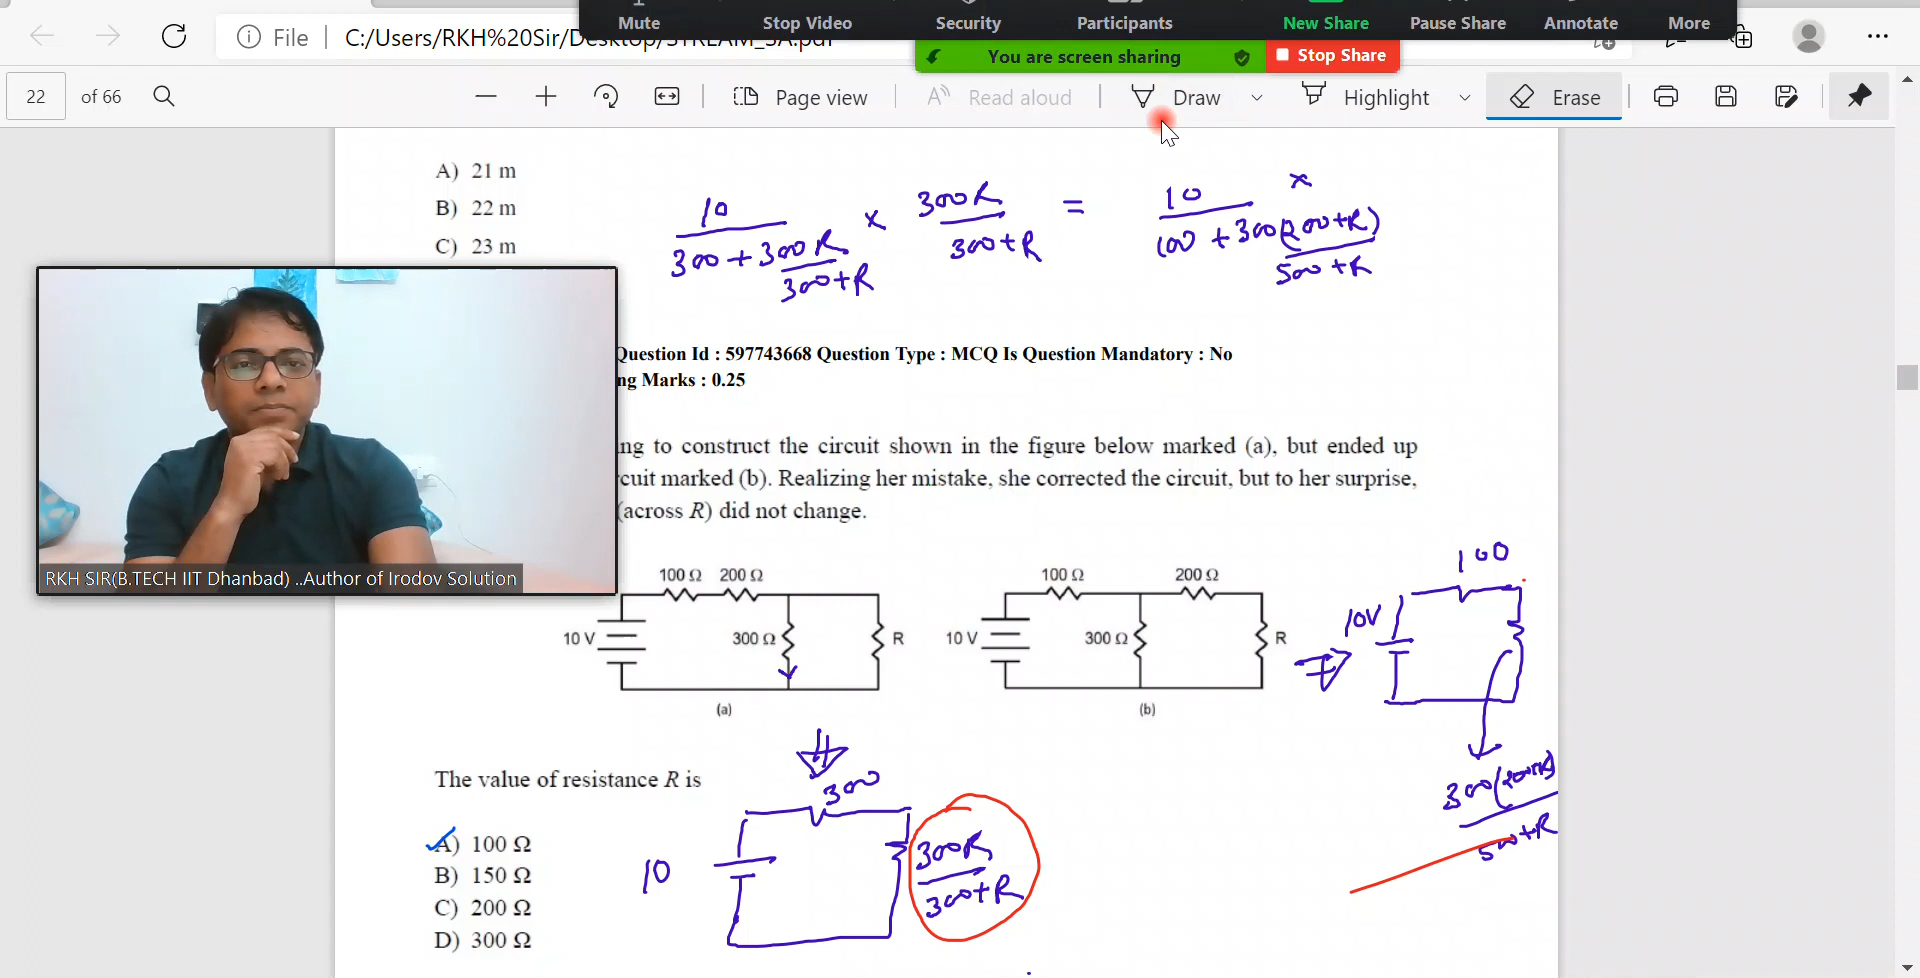 Mute Stop Video Security Participants New Share Pause Share Annotate More
File C:/Users/RKH%20Sir/Desktop/STREAM_SA.pdf
You are screen sharing Stop Share
22 of 66 Page view Read aloud Draw Highlight Erase
A) 21 m
B) 22 m
C) 23 m
10 / 300 + 300R / 300+R × 300R / 300+R = 10 / 100 + 300(200+R) / 500+R ×
Question Id : 597743668 Question Type : MCQ Is Question Mandatory : No
ng Marks : 0.25
ng to construct the circuit shown in the figure below marked (a), but ended up
cuit marked (b). Realizing her mistake, she corrected the circuit, but to her surprise,
(across R) did not change.
RKH SIR(B.TECH IIT Dhanbad) ..Author of Irodov Solution
100 Ω 200 Ω
10 V 300 Ω R
(a)
100 Ω 200 Ω
10 V 300 Ω R
(b)
100
10V
300(200+R)
500+R
The value of resistance R is
A) 100 Ω
B) 150 Ω
C) 200 Ω
D) 300 Ω
300
10
300R
300+R